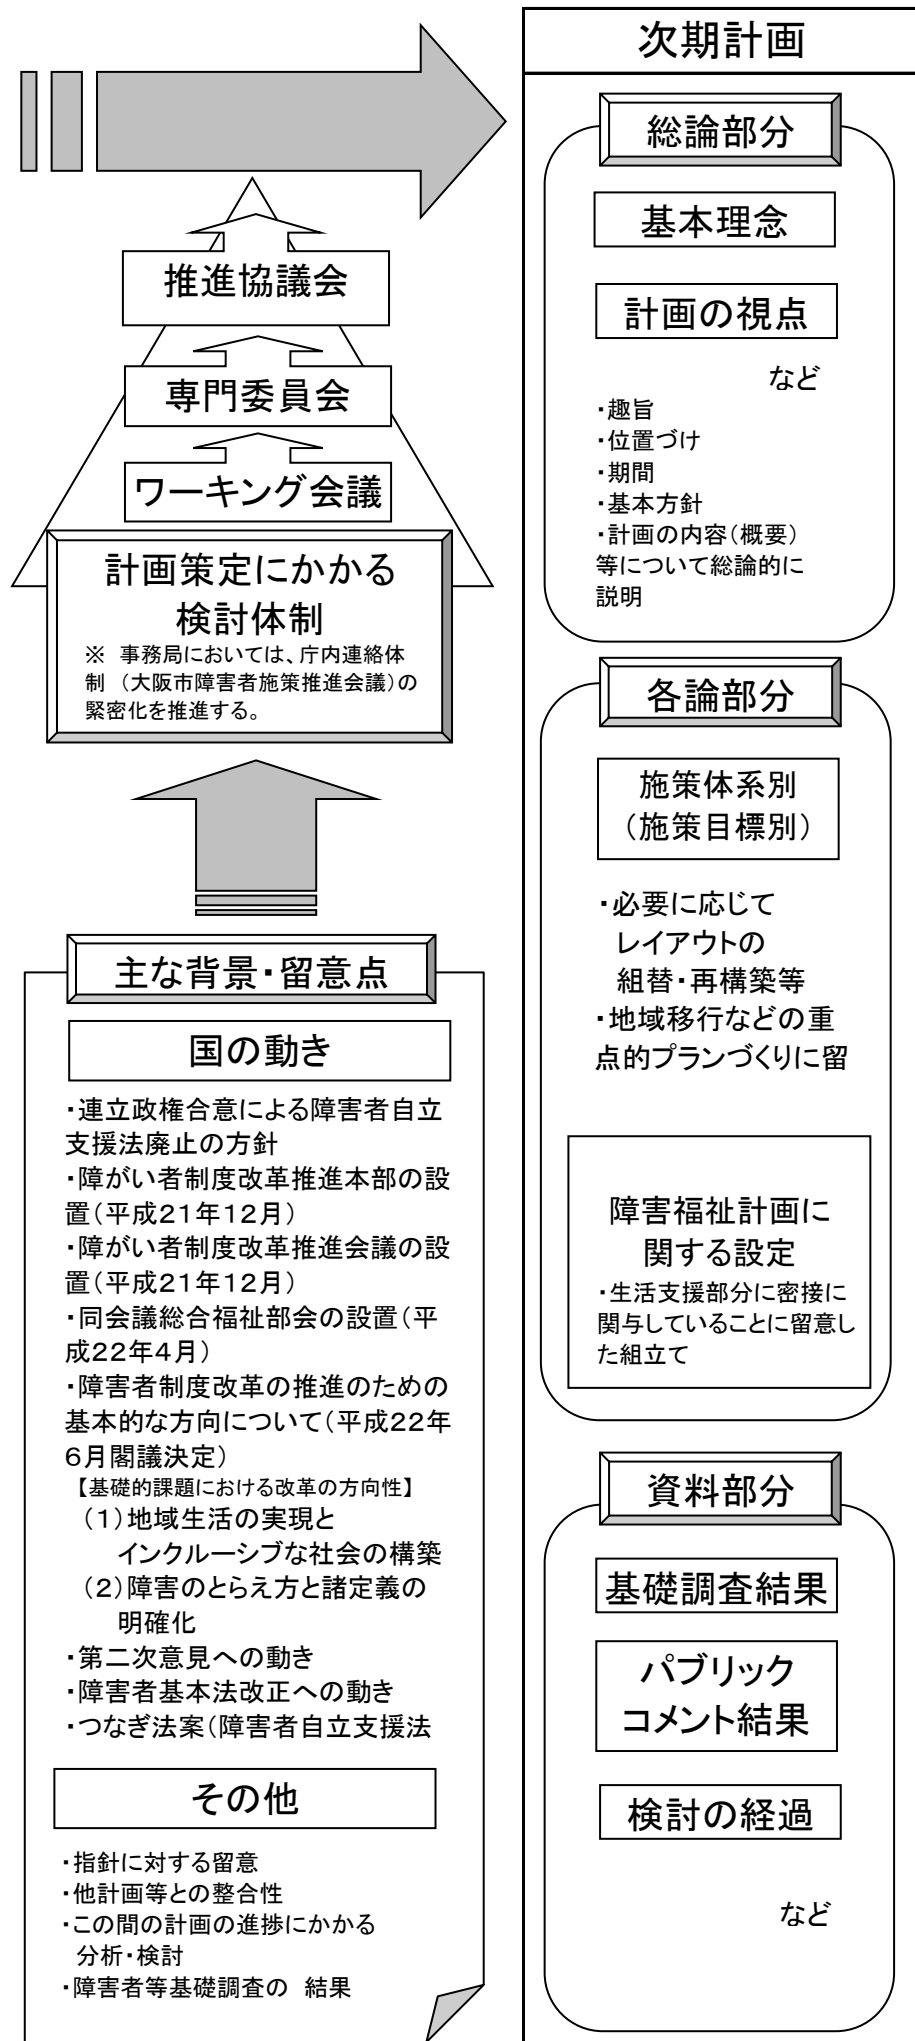 推進協議会
専門委員会
ワーキング会議
計画策定にかかる
検討体制
※　事務局においては、庁内連絡体
制　（大阪市障害者施策推進会議）の
緊密化を推進する。
主な背景・留意点
国の動き
・連立政権合意による障害者自立
支援法廃止の方針
・障がい者制度改革推進本部の設
置（平成２１年１２月）
・障がい者制度改革推進会議の設
置（平成２１年１２月）
・同会議総合福祉部会の設置（平
成２２年４月）
・障害者制度改革の推進のための
基本的な方向について（平成２２年
６月閣議決定）
【基礎的課題における改革の方向性】
（１）地域生活の実現と
インクルーシブな社会の構築
（２）障害のとらえ方と諸定義の
明確化
・第二次意見への動き
・障害者基本法改正への動き
・つなぎ法案（障害者自立支援法
その他
・指針に対する留意
・他計画等との整合性
・この間の計画の進捗にかかる
分析・検討
・障害者等基礎調査の　結果
次期計画
総論部分
基本理念
計画の視点
など
・趣旨
・位置づけ
・期間
・基本方針
・計画の内容（概要）
等について総論的に
説明
各論部分
施策体系別
（施策目標別）
・必要に応じて
レイアウトの
組替・再構築等
・地域移行などの重
点的プランづくりに留
障害福祉計画に
関する設定
・生活支援部分に密接に
関与していることに留意し
た組立て
資料部分
基礎調査結果
パブリック
コメント結果
検討の経過
など